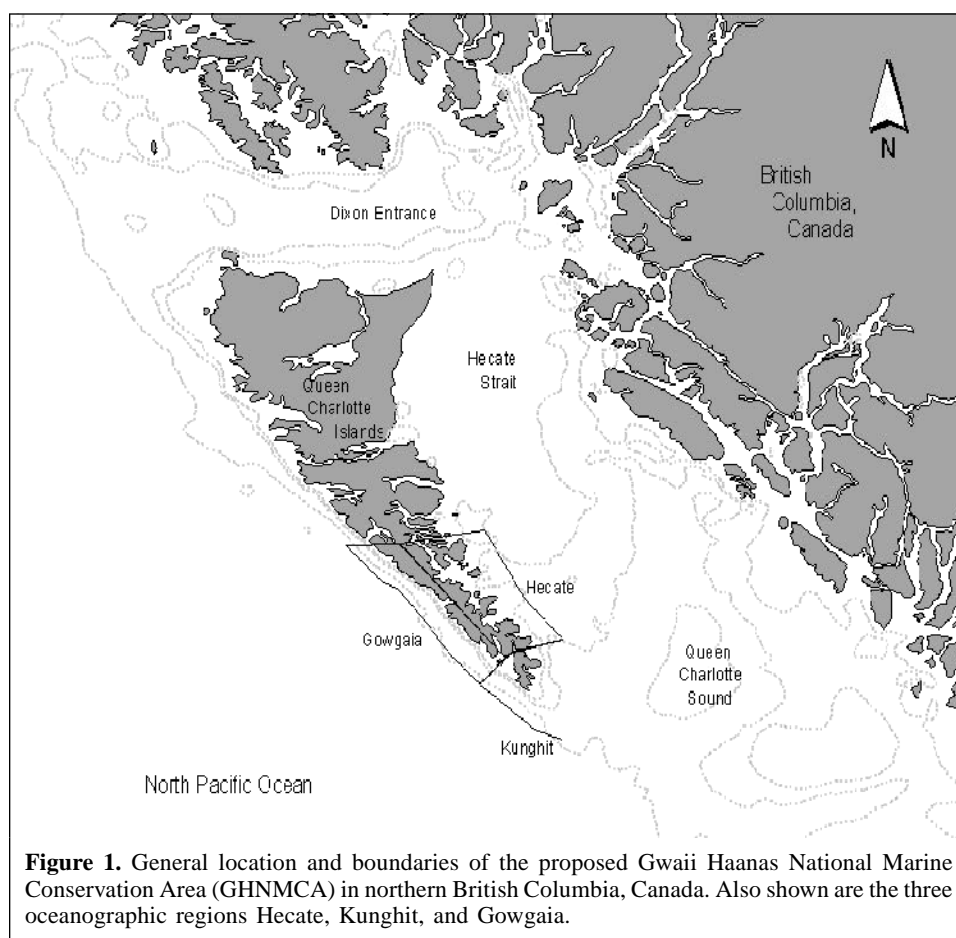 N
British
Columbia,
Canada
Dixon Entrance
Hecate
Strait
Queen
Charlotte
Islands
Hecate
Gowgaia
Queen
Charlotte
Sound
Kunghit
North Pacific Ocean
Figure 1. General location and boundaries of the proposed Gwaii Haanas National Marine
Conservation Area (GHNMCA) in northern British Columbia, Canada. Also shown are the three
oceanographic regions Hecate, Kunghit, and Gowgaia.